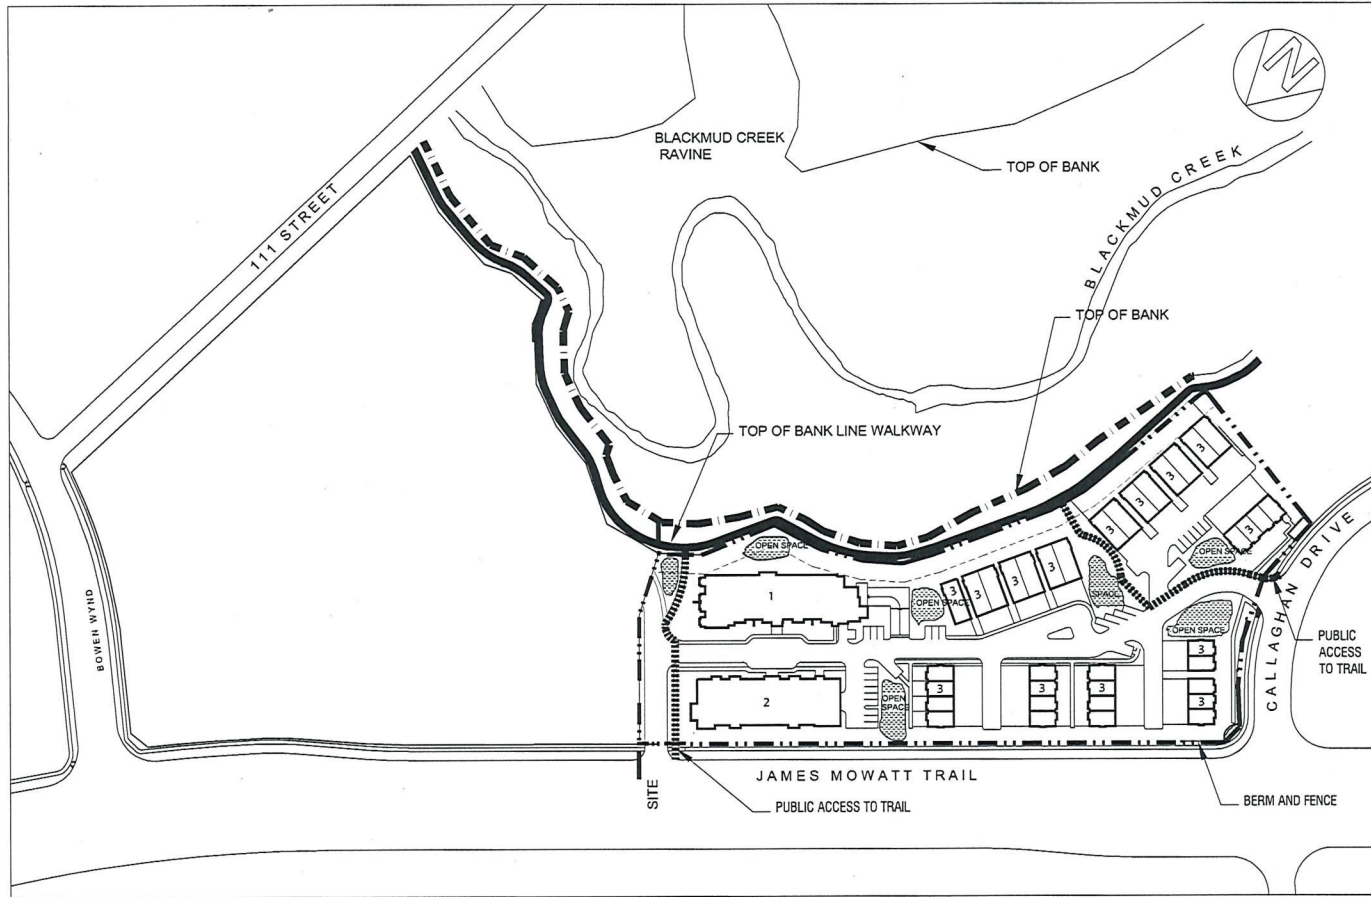 N
BLACKMUD CREEK
RAVINE
TOP OF BANK
BLACKMUD CREEK
111 STREET
TOP OF BANK
TOP OF BANK LINE WALKWAY
3
3
3
3
3
OPEN SPACE
OPEN SPACE
CALLAGHAN DRIVE
1
OPEN SPACE
3
3
3
3
3
SPACE
OPEN SPACE
PUBLIC
ACCESS
TO TRAIL
BOWEN WYND
2
OPEN
SPACE
3
3
3
3
3
JAMES MOWATT TRAIL
SITE
PUBLIC ACCESS TO TRAIL
BERM AND FENCE